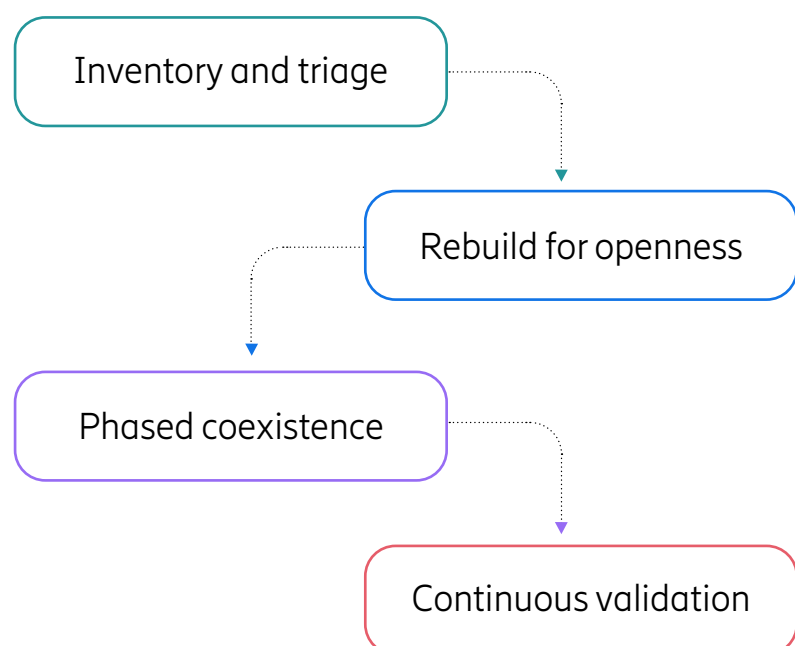 Inventory and triage
Rebuild for openness
Phased coexistence
Continuous validation